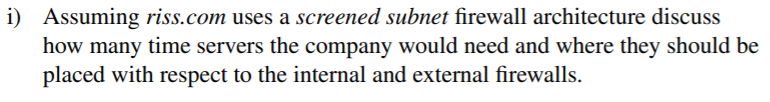 i) Assuming riss.com uses a screened subnet firewall architecture discuss
how many time servers the company would need and where they should be
placed with respect to the internal and external firewalls.